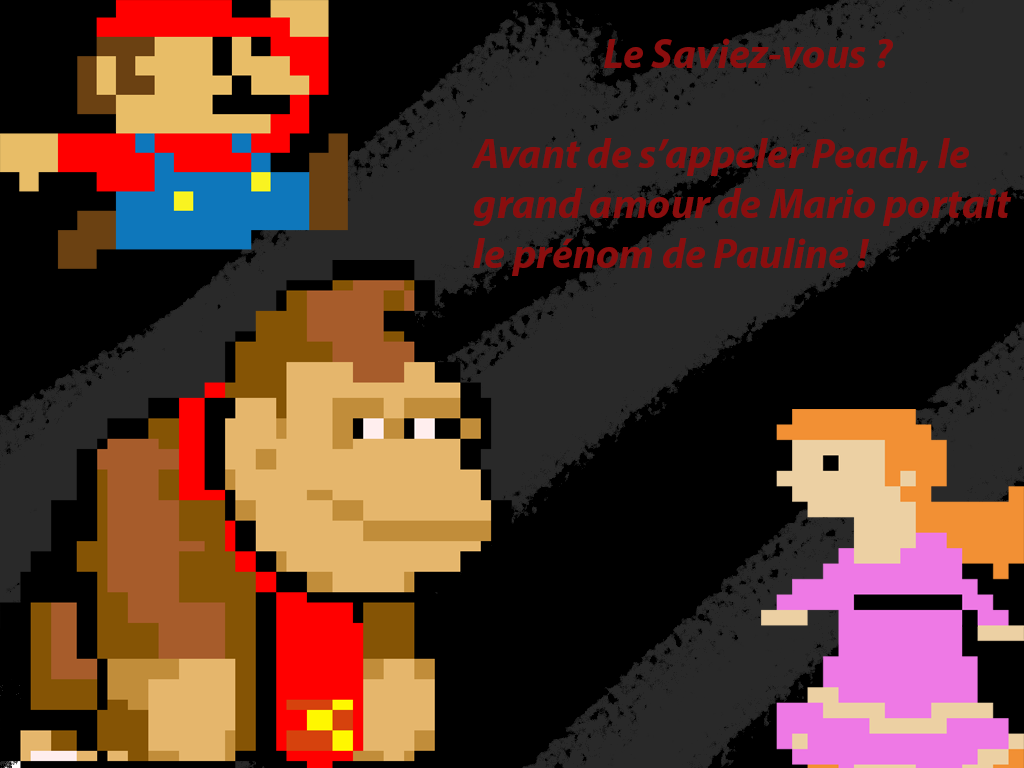 Le Saviez-vous ?
Avant de s’appeler Peach, le
grand amour de Mario portait
le prénom de Pauline !